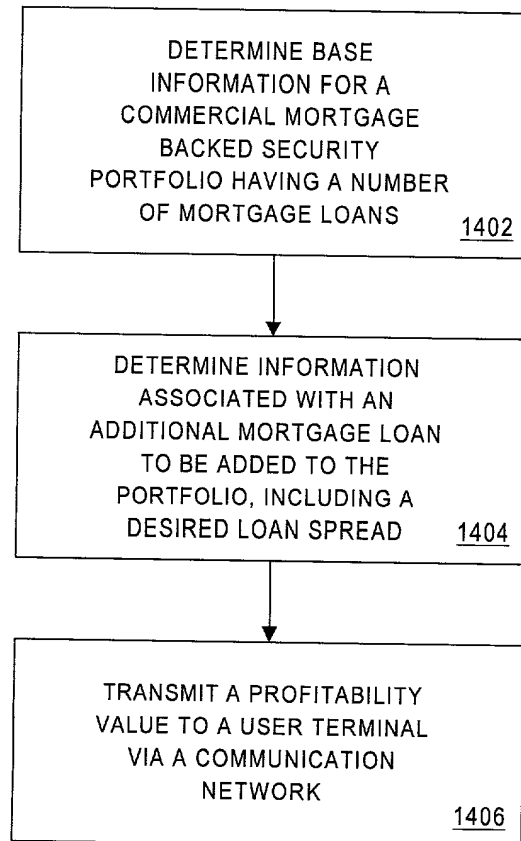 DETERMINE BASE
INFORMATION FOR A
COMMERCIAL MORTGAGE
BACKED SECURITY
PORTFOLIO HAVING A NUMBER
OF MORTGAGE LOANS
1402
DETERMINE INFORMATION
ASSOCIATED WITH AN
ADDITIONAL MORTGAGE LOAN
TO BE ADDED TO THE
PORTFOLIO, INCLUDING A
DESIRED LOAN SPREAD
1404
TRANSMIT A PROFITABILITY
VALUE TO A USER TERMINAL
VIA A COMMUNICATION
NETWORK
1406